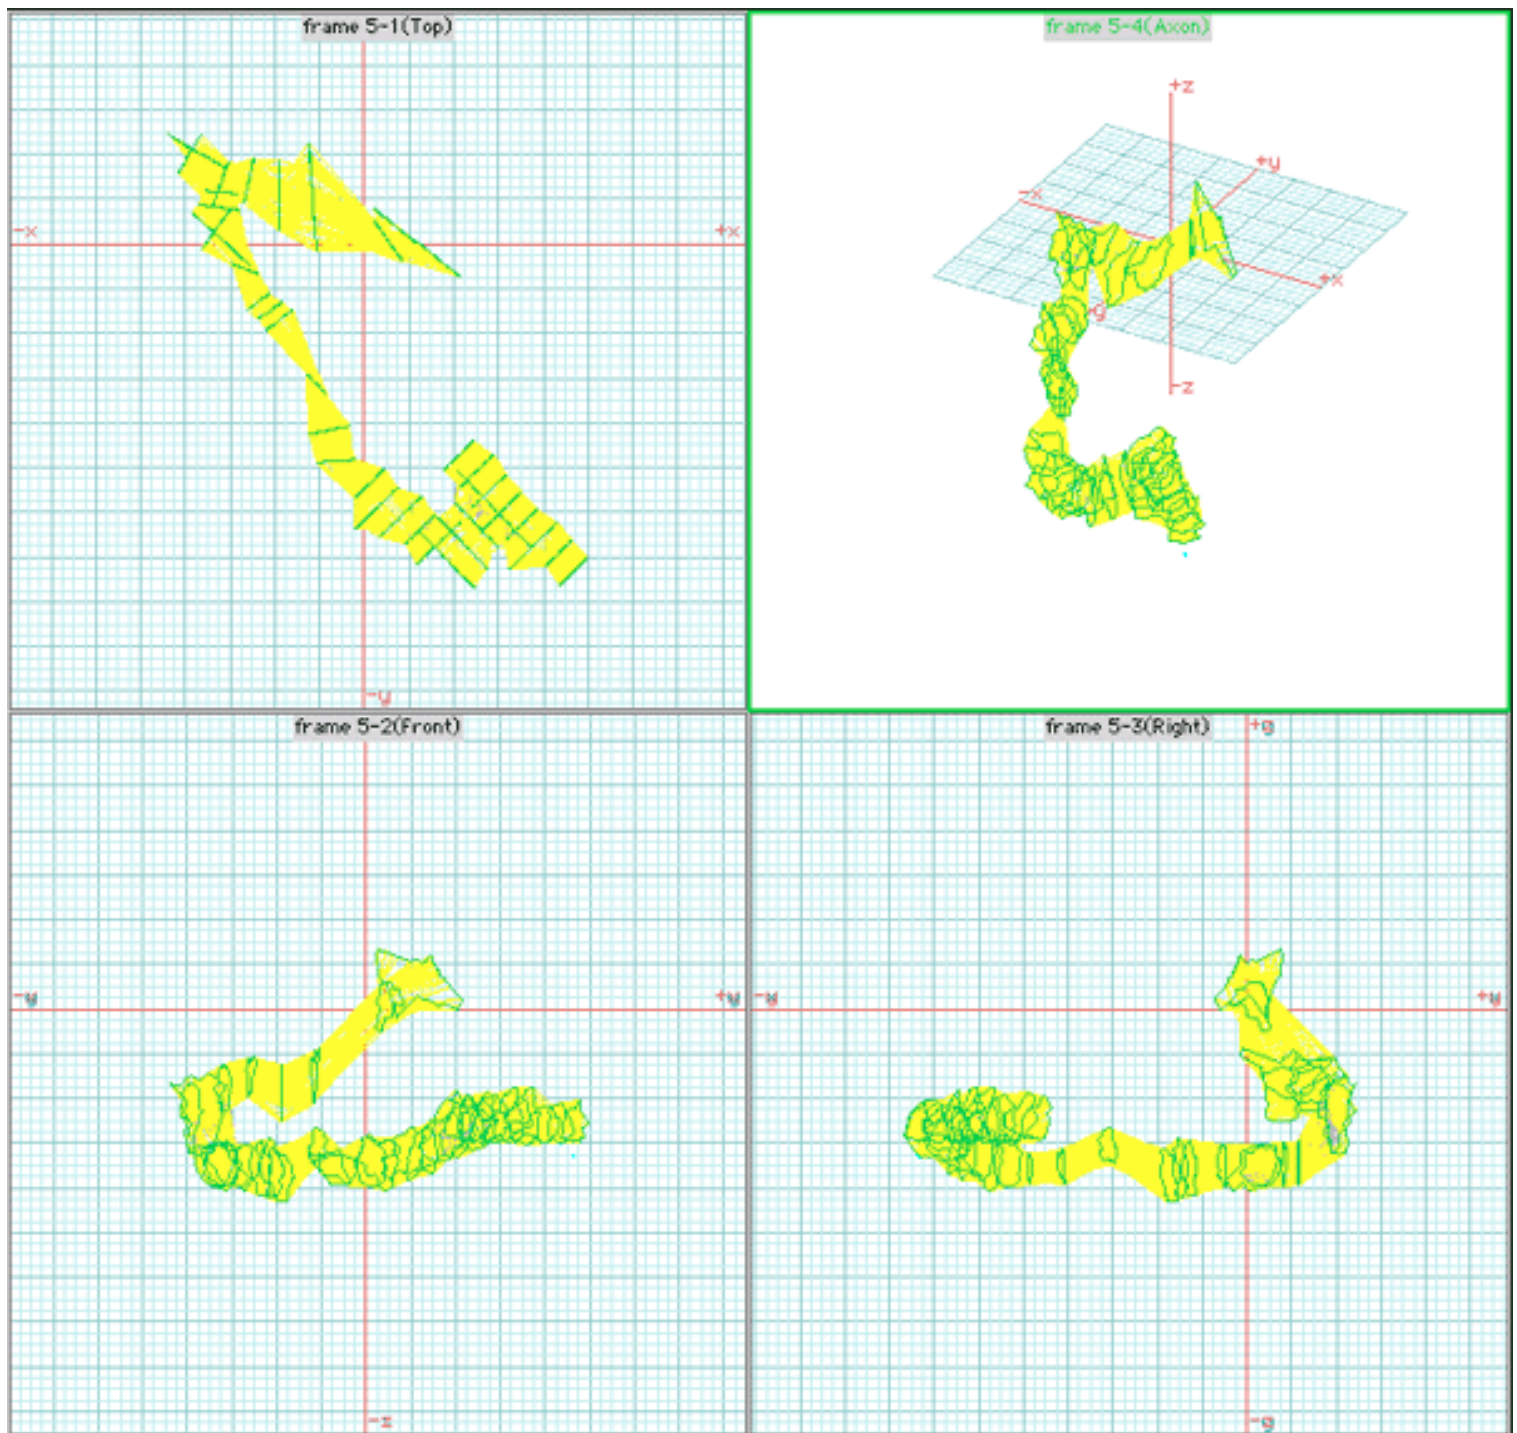 frame 5-1(Top)
-x
+x
-y
frame 5-4(Axon)
+z
+y
-x
+x
-y
-z
frame 5-2(Front)
-w
+w
-z
frame 5-3(Right)
+g
-w
+w
-g